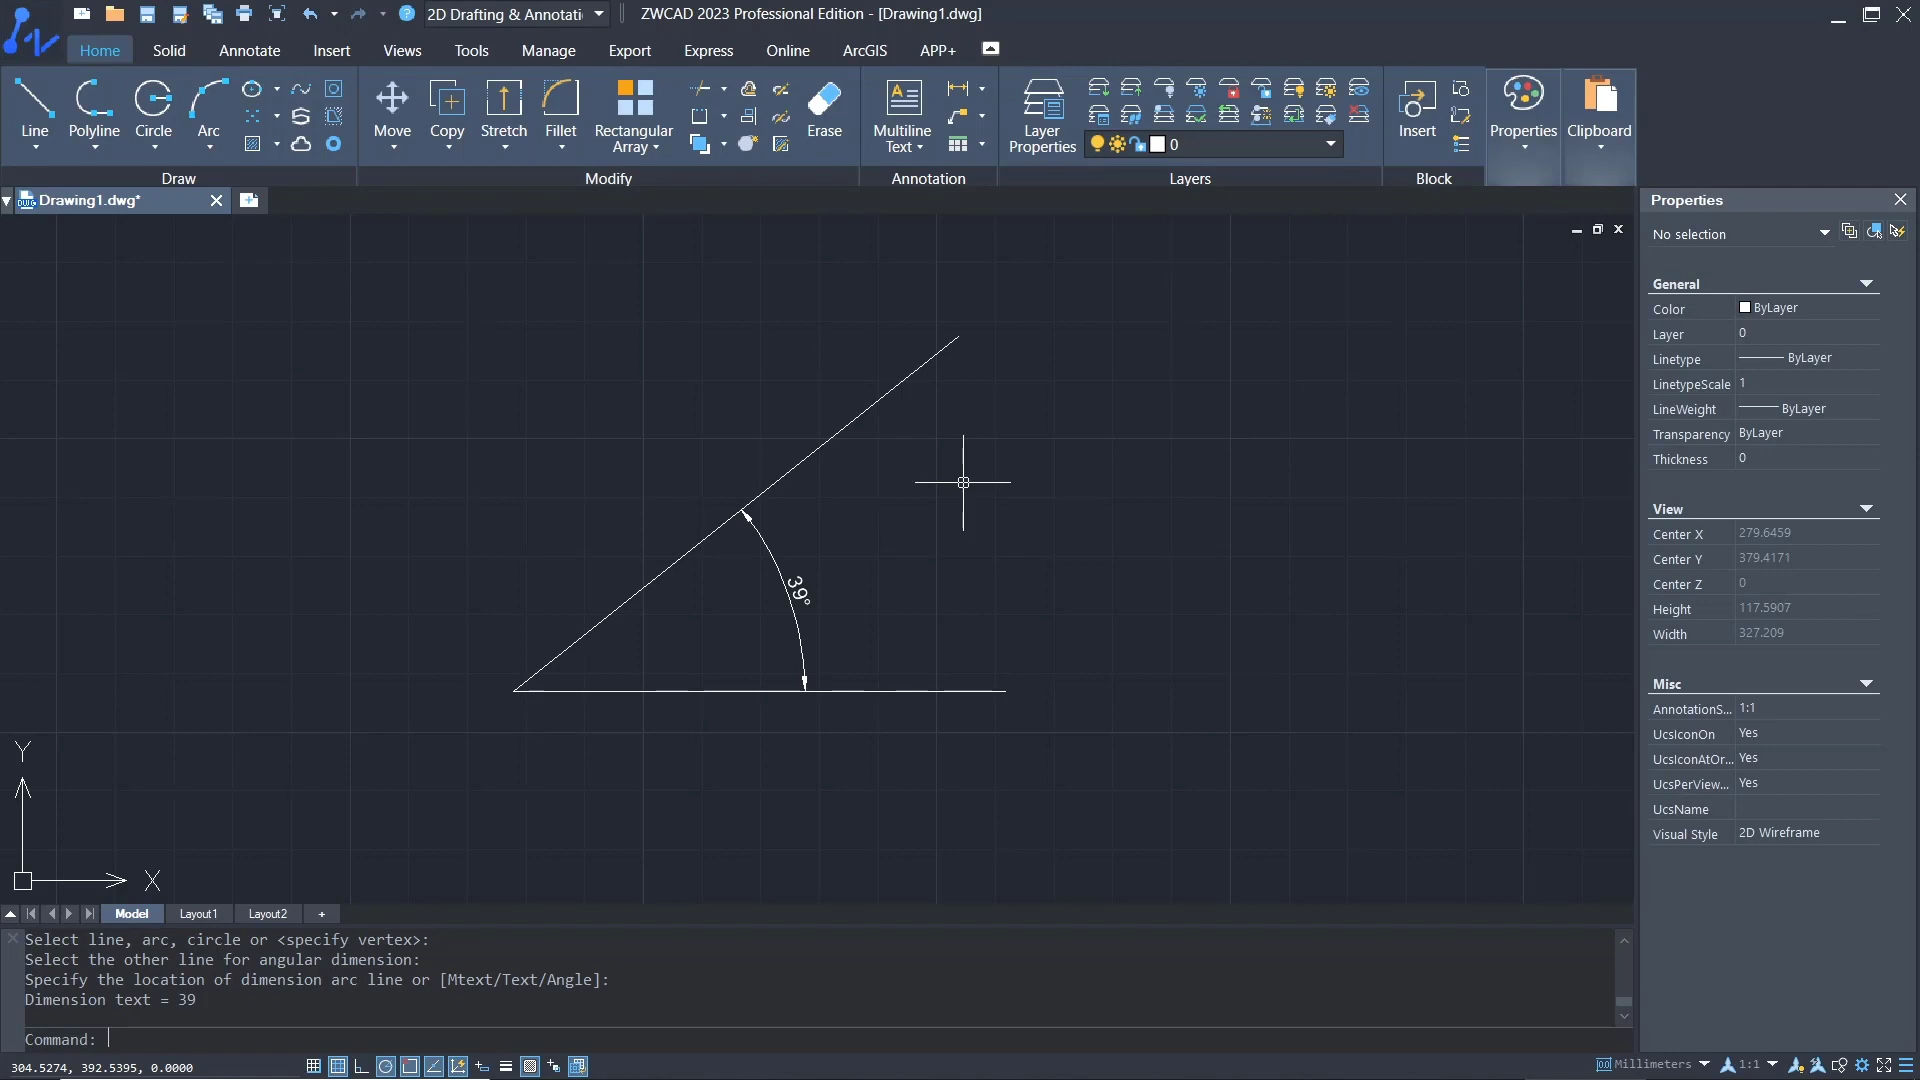 2D Drafting & Annotati
ZWCAD 2023 Professional Edition - [Drawing1.dwg]
Home Solid Annotate Insert Views Tools Manage Export Express Online ArcGIS APP+
Line Polyline Circle Arc
Move Copy Stretch Fillet Rectangular Array Erase
Multiline Text
Layer Properties
0
Insert
Properties
Clipboard
Draw Modify Annotation Layers Block
Drawing1.dwg*
Properties
No selection
General
Color ByLayer
Layer 0
Linetype ByLayer
LinetypeScale 1
LineWeight ByLayer
Transparency ByLayer
Thickness 0
View
Center X 279.6459
Center Y 379.4171
Center Z 0
Height 117.5907
Width 327.209
Misc
AnnotationS... 1:1
UcsIconOn Yes
UcsIconAtOr... Yes
UcsPerView... Yes
UcsName
Visual Style 2D Wireframe
39°
Y
X
Model Layout1 Layout2 +
Select line, arc, circle or <specify vertex>:
Select the other line for angular dimension:
Specify the location of dimension arc line or [Mtext/Text/Angle]:
Dimension text = 39
Command:
304.5274, 392.5395, 0.0000
Millimeters 1:1